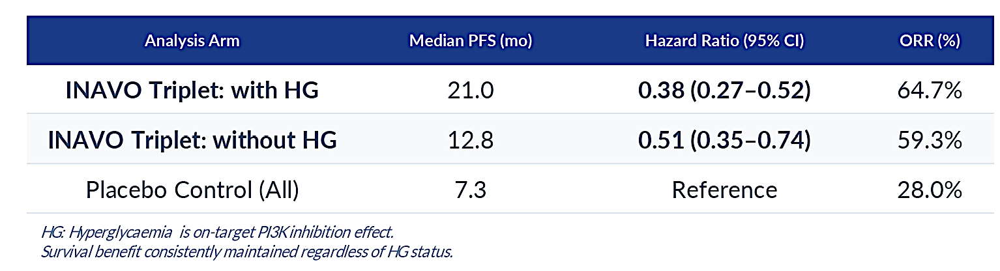 Analysis Arm Median PFS (mo) Hazard Ratio (95% CI) ORR (%)
INAVO Triplet: with HG 21.0 0.38 (0.27–0.52) 64.7%
INAVO Triplet: without HG 12.8 0.51 (0.35–0.74) 59.3%
Placebo Control (All) 7.3 Reference 28.0%
HG: Hyperglycaemia is on-target PI3K inhibition effect.
Survival benefit consistently maintained regardless of HG status.